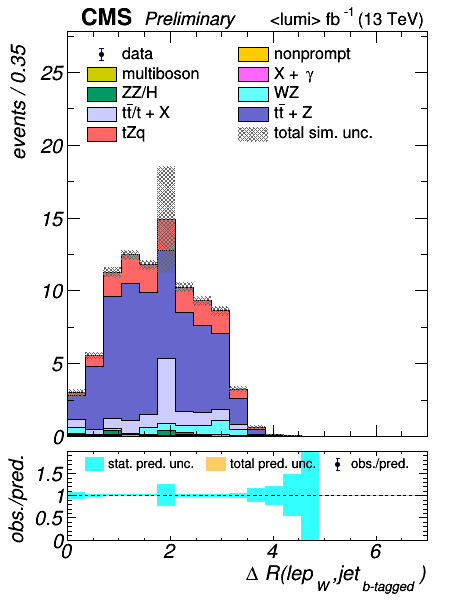 CMS Preliminary <lumi> fb⁻¹ (13 TeV)
events / 0.35
data
nonprompt
multiboson
X + γ
ZZ/H
WZ
tt̄/t + X
tt̄ + Z
tZq
total sim. unc.
25
20
15
10
5
0
obs./pred.
stat. pred. unc.
total pred. unc.
obs./pred.
1.5
1
0.5
0
0 2 4 6
Δ R(lep_W,jet_b-tagged)